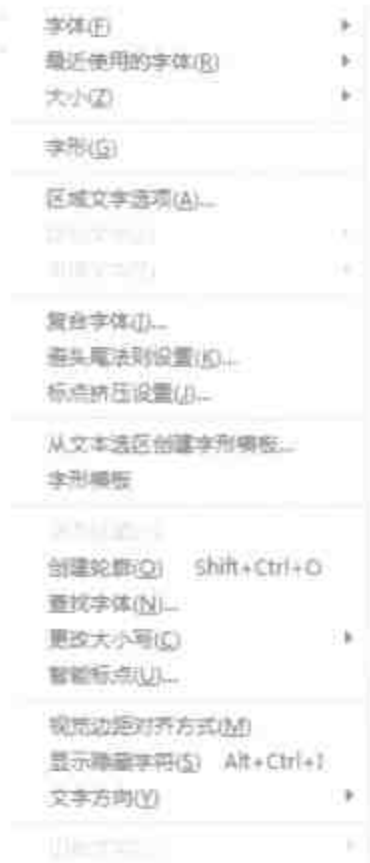 字体(F)
最近使用的字体(R)
大小(Z)
字形(G)
区域文字选项(A)...
复合字体(I)...
避头尾法则设置(K)...
标点挤压设置(J)...
从文本选区创建字形模板...
字形模板
创建轮廓(O) Shift+Ctrl+O
查找字体(N)...
更改大小写(C)
智能标点(U)...
视觉边距对齐方式(M)
显示隐藏字符(S) Alt+Ctrl+I
文字方向(Y)